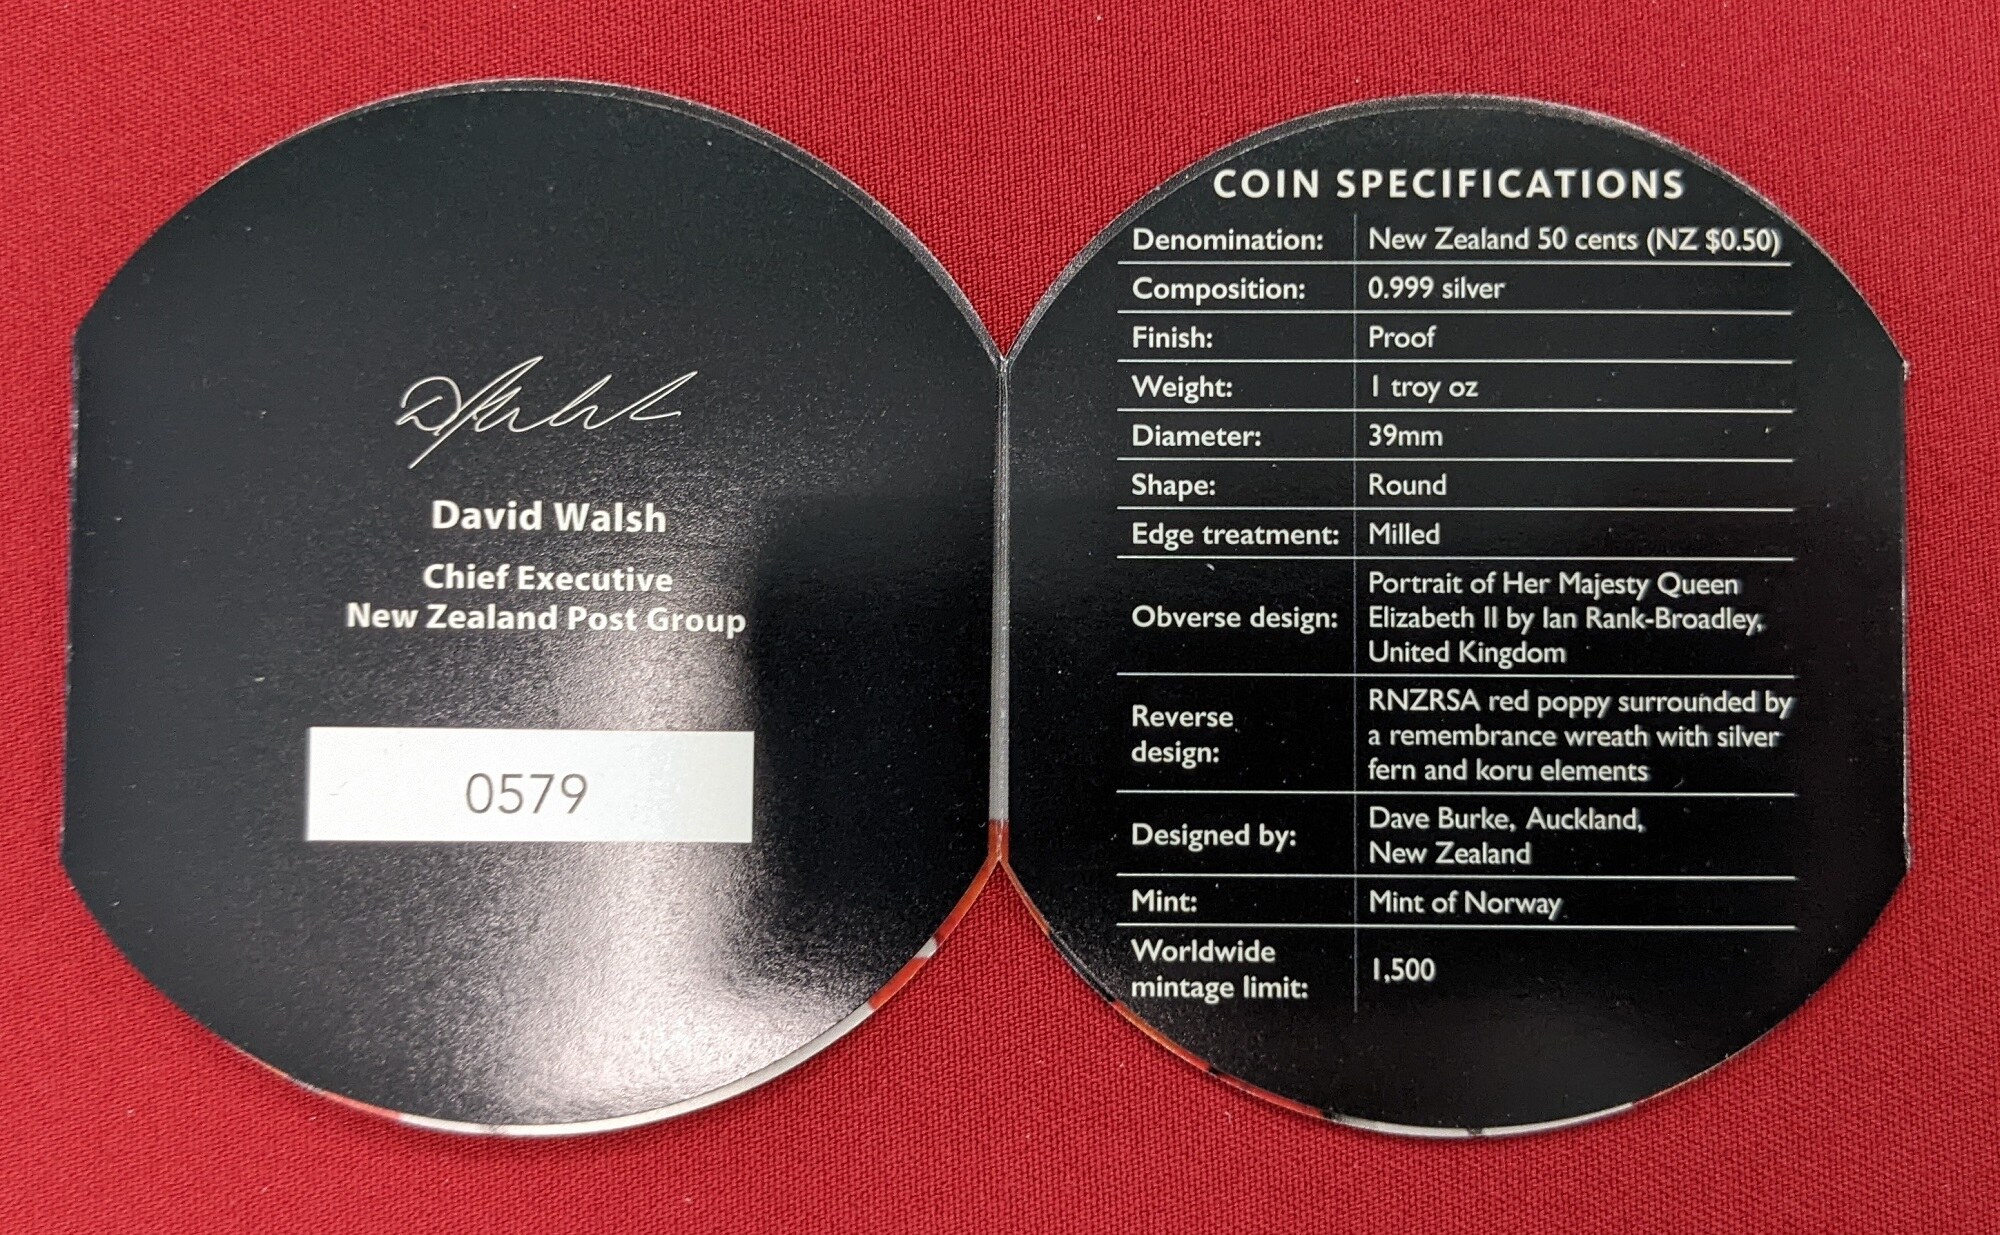 David Walsh
Chief Executive
New Zealand Post Group
0579
COIN SPECIFICATIONS
Denomination: New Zealand 50 cents (NZ $0.50)
Composition: 0.999 silver
Finish: Proof
Weight: 1 troy oz
Diameter: 39mm
Shape: Round
Edge treatment: Milled
Obverse design: Portrait of Her Majesty Queen
Elizabeth II by Ian Rank-Broadley,
United Kingdom
Reverse
design:
RNZRSA red poppy surrounded by
a remembrance wreath with silver
fern and koru elements
Designed by: Dave Burke, Auckland,
New Zealand
Mint: Mint of Norway
Worldwide
mintage limit:
1,500